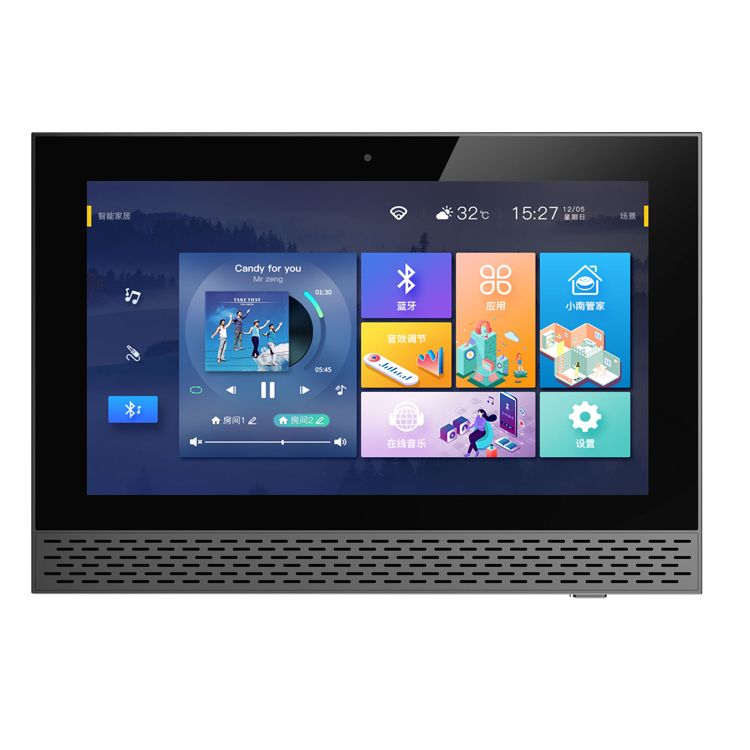 智能家居
32℃
15:27
12/05
星期日
场景
Candy for you
Mr zeng
TAKE THAT
01:30
05:45
房间1
房间2
蓝牙
应用
小南管家
音效调节
在线音乐
设置